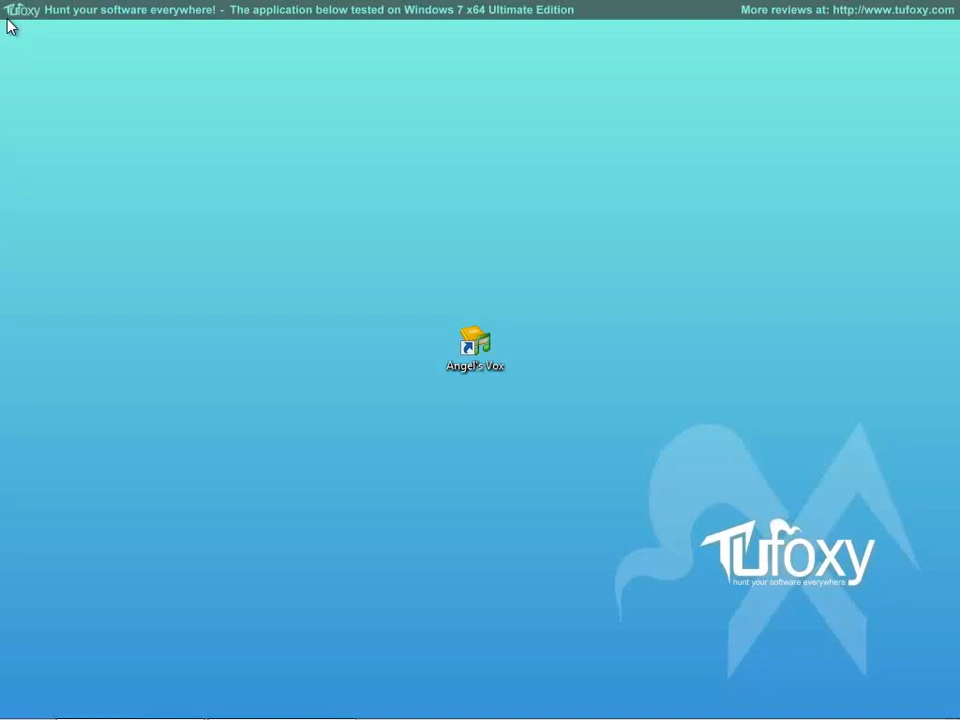 Tufoxy Hunt your software everywhere! - The application below tested on Windows 7 x64 Ultimate Edition More reviews at: http://www.tufoxy.com
Angel's Vox
Tufoxy
hunt your software everywhere